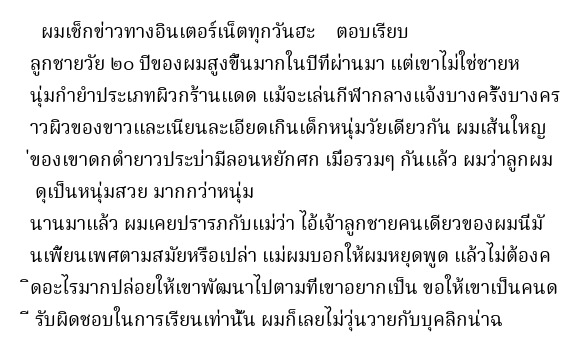 ผมเช็กข่าวทางอินเตอร์เน็ตทุกวันฮะ    ตอบเรียบ
ลูกชายวัย ๒๐ ปีของผมสูงขึ้นมากในปีที่ผ่านมา แต่เขาไม่ใช่ชายห
นุ่มกำยำประเภทผิวกร้านแดด แม้จะเล่นกีฬากลางแจ้งบางครั้งบางคร
าวผิวของขาวและเนียนละเอียดเกินเด็กหนุ่มวัยเดียวกัน ผมเส้นใหญ
่ของเขาดกดำยาวประบ่ามีลอนหยักศก เมื่อรวมๆ กันแล้ว ผมว่าลูกผม
ดุเป็นหนุ่มสวย มากกว่าหนุ่ม
นานมาแล้ว ผมเคยปรารภกับแม่ว่า ไอ้เจ้าลูกชายคนเดียวของผมนี่มั
นเพี้ยนเพศตามสมัยหรือเปล่า แม่ผมบอกให้ผมหยุดพูด แล้วไม่ต้องค
ิดอะไรมากปล่อยให้เขาพัฒนาไปตามที่เขาอยากเป็น ขอให้เขาเป็นคนด
ี รับผิดชอบในการเรียนเท่านั้น ผมก็เลยไม่วุ่นวายกับบุคลิกน่าฉ